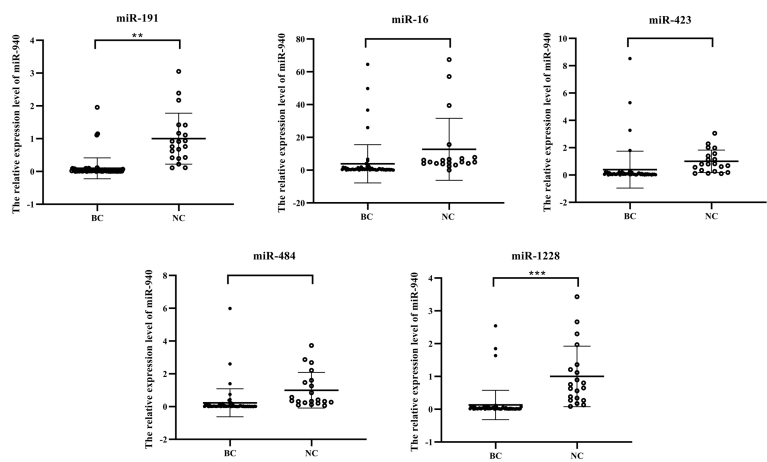 miR-191
**
The relative expression level of miR-940
4
3
2
1
0
-1
BC
NC
miR-16
The relative expression level of miR-940
80
60
40
20
0
-20
BC
NC
miR-423
The relative expression level of miR-940
10
8
6
4
2
0
-2
BC
NC
miR-484
The relative expression level of miR-940
8
6
4
2
0
-2
BC
NC
miR-1228
***
The relative expression level of miR-940
4
3
2
1
0
-1
BC
NC